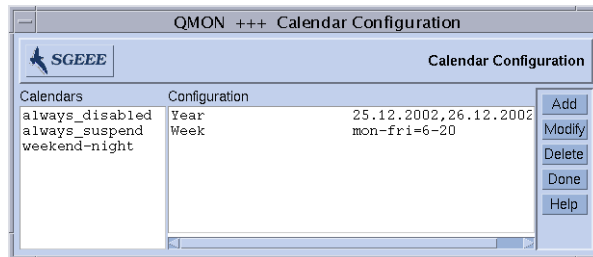 QMON +++ Calendar Configuration
SGEEE
Calendar Configuration
Calendars
always_disabled
always_suspend
weekend-night
Configuration
Year 25.12.2002,26.12.2002
Week mon-fri=6-20
Add
Modify
Delete
Done
Help